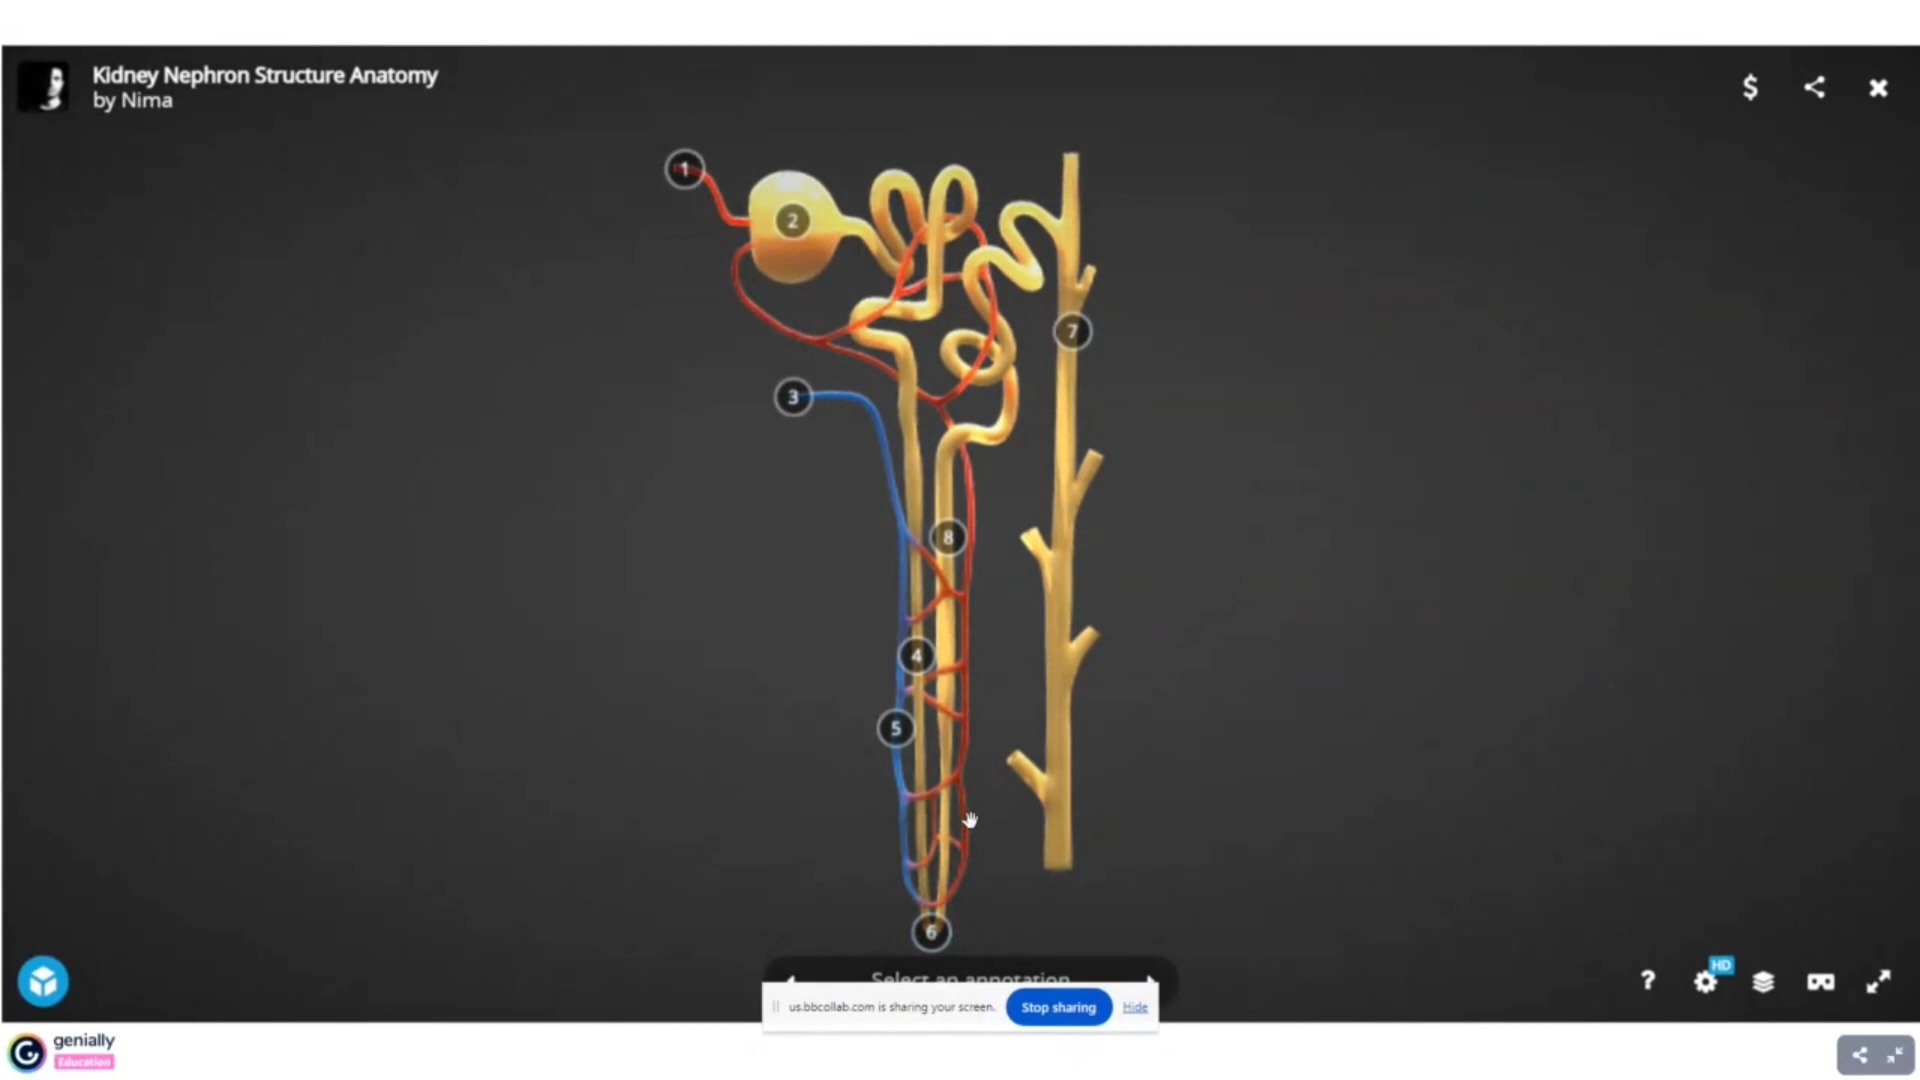 Kidney Nephron Structure Anatomy
by Nima
$
1
2
3
7
8
4
5
6
Select an annotation
HD
?
us.bbcollab.com is sharing your screen.
Stop sharing
Hide
genially
Education